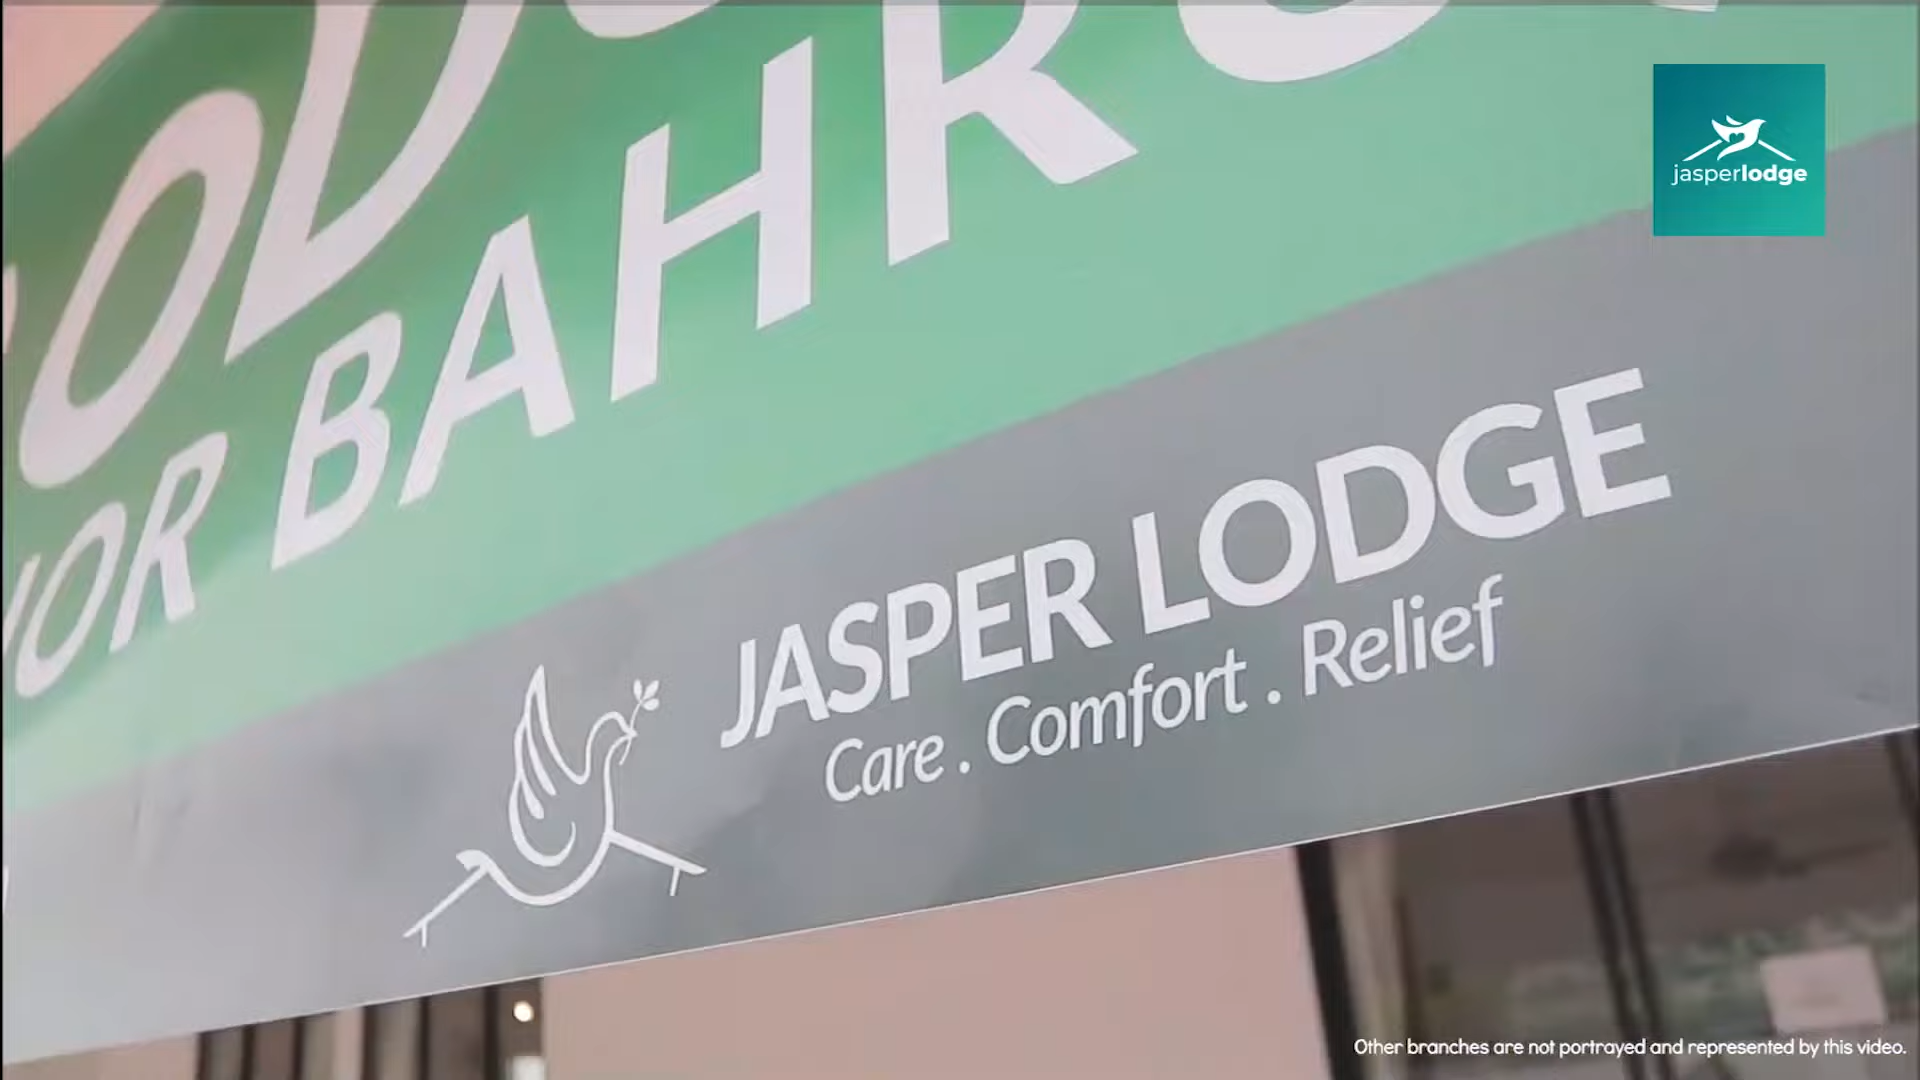 jasperlodge
BAHR
JASPER LODGE
Care . Comfort . Relief
Other branches are not portrayed and represented by this video.